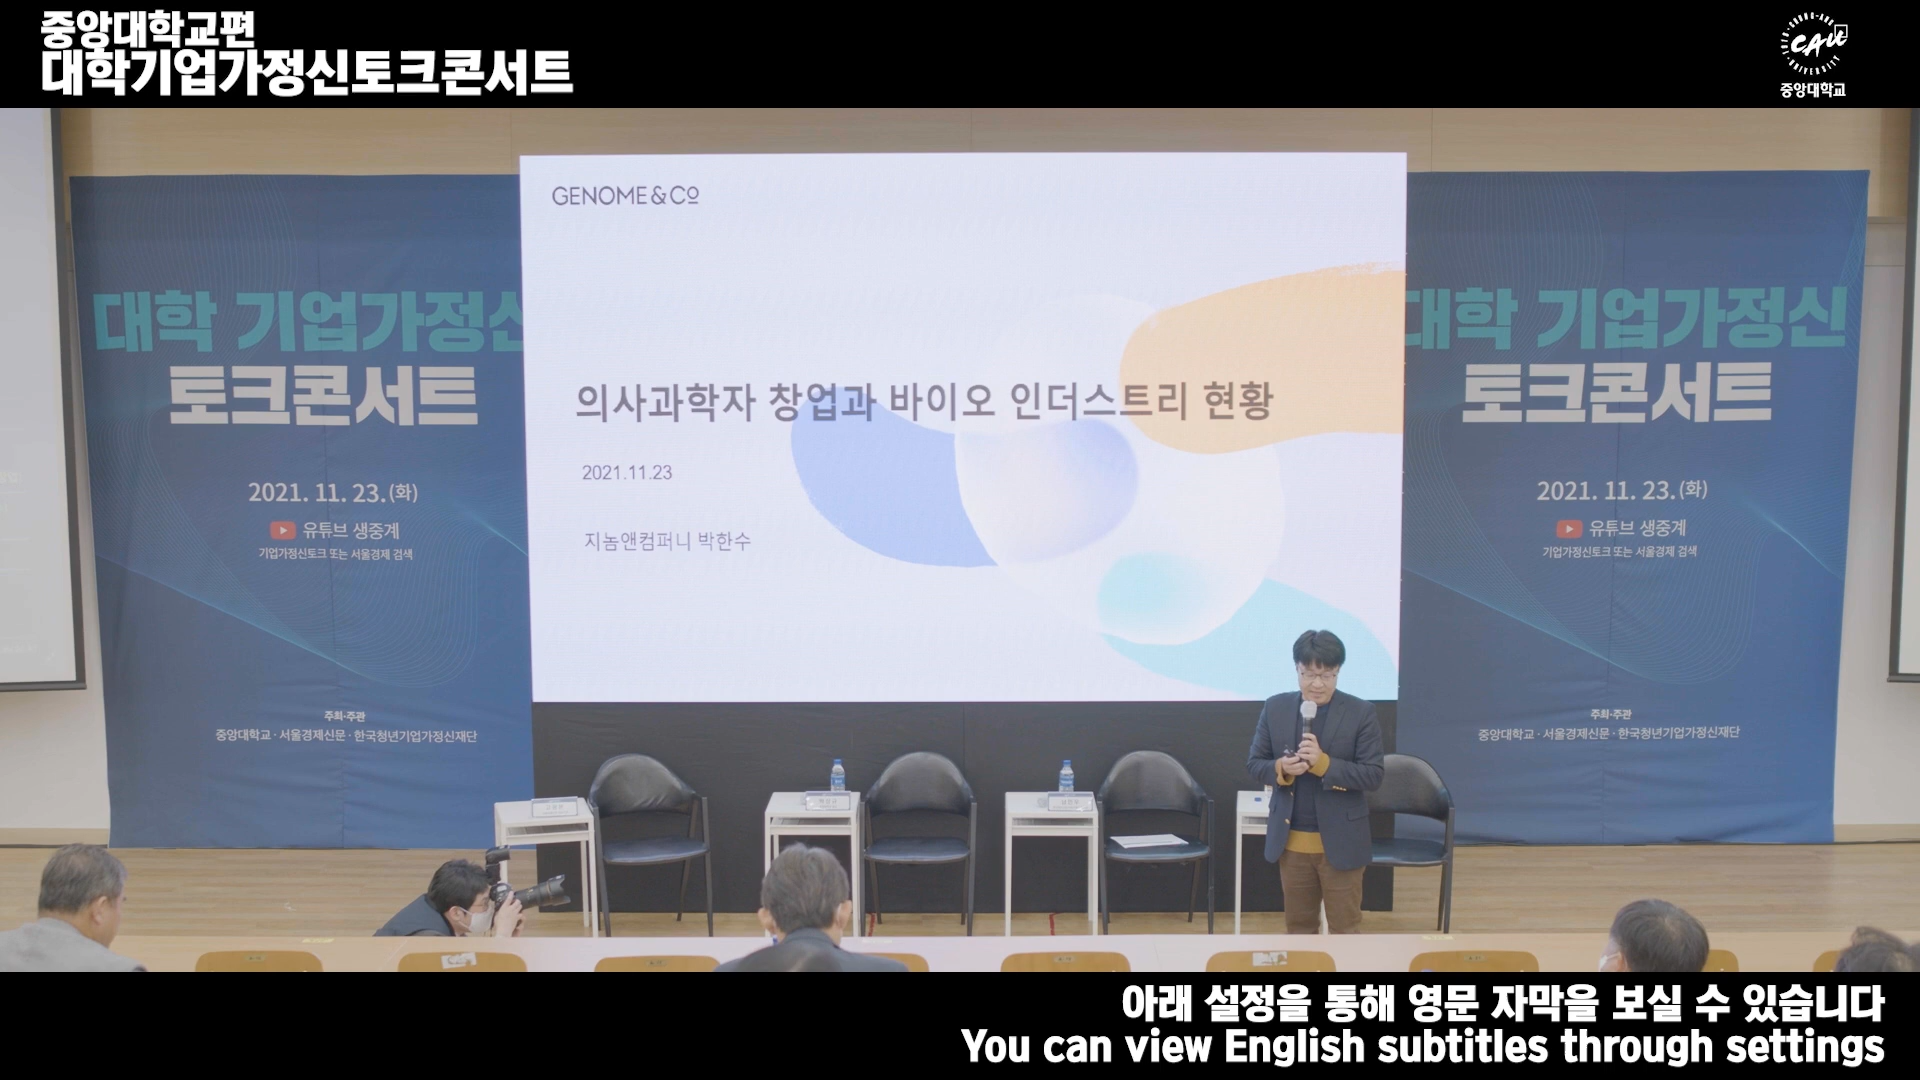 중앙대학교편
대학기업가정신토크콘서트
CHUNG-ANG UNIVERSITY
CAU
중앙대학교
GENOME&CO
의사과학자 창업과 바이오 인더스트리 현황
2021.11.23
지놈앤컴퍼니 박한수
대학 기업가정신
토크콘서트
2021. 11. 23.(화)
유튜브 생중계
기업가정신토크 또는 서울경제 검색
주최·주관
중앙대학교 · 서울경제신문 · 한국청년기업가정신재단
대학 기업가정신
토크콘서트
2021. 11. 23.(화)
유튜브 생중계
기업가정신토크 또는 서울경제 검색
주최·주관
중앙대학교 · 서울경제신문 · 한국청년기업가정신재단
아래 설정을 통해 영문 자막을 보실 수 있습니다
You can view English subtitles through settings